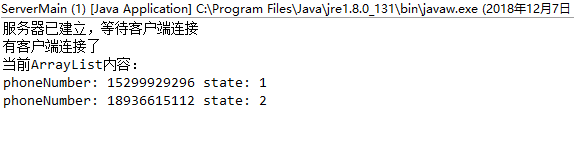 ServerMain (1) [Java Application] C:\Program Files\Java\jre1.8.0_131\bin\javaw.exe (2018年12月7日
服务器已建立，等待客户端连接
有客户端连接了
当前ArrayList内容：
phoneNumber: 15299929296 state: 1
phoneNumber: 18936615112 state: 2